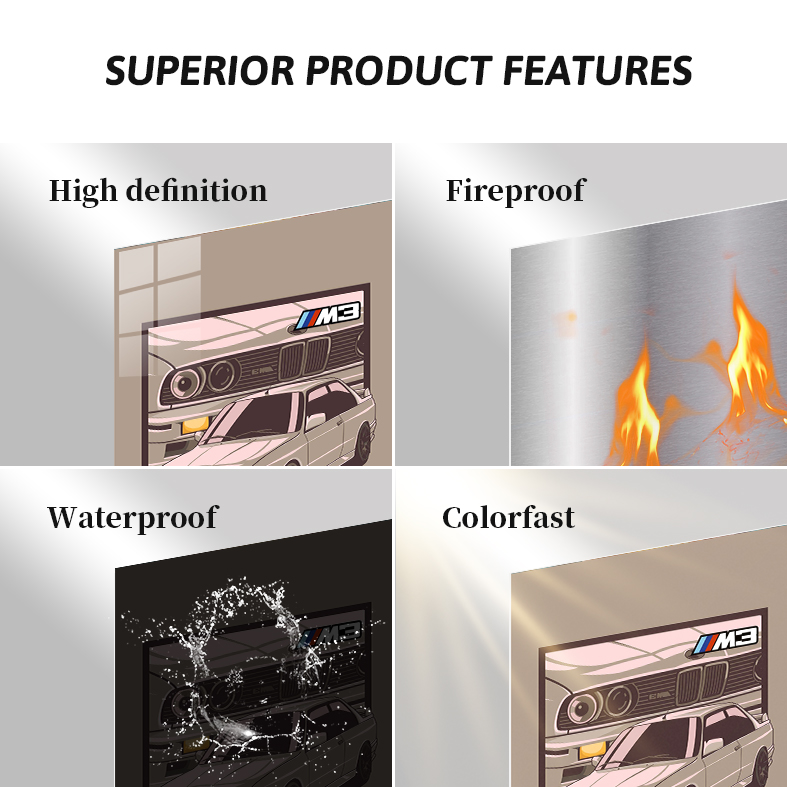 SUPERIOR PRODUCT FEATURES
High definition
Fireproof
M3
Waterproof
Colorfast
M3
M3